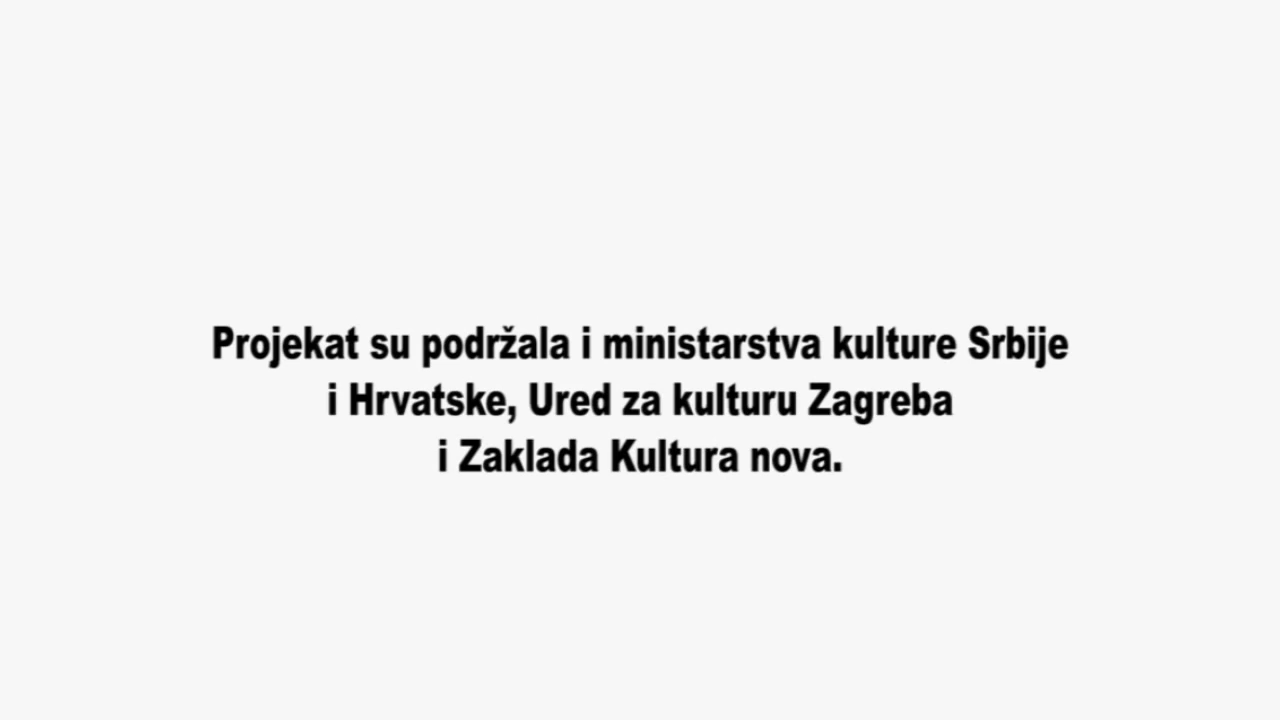 Projekat su podržala i ministarstva kulture Srbije
i Hrvatske, Ured za kulturu Zagreba
i Zaklada Kultura nova.